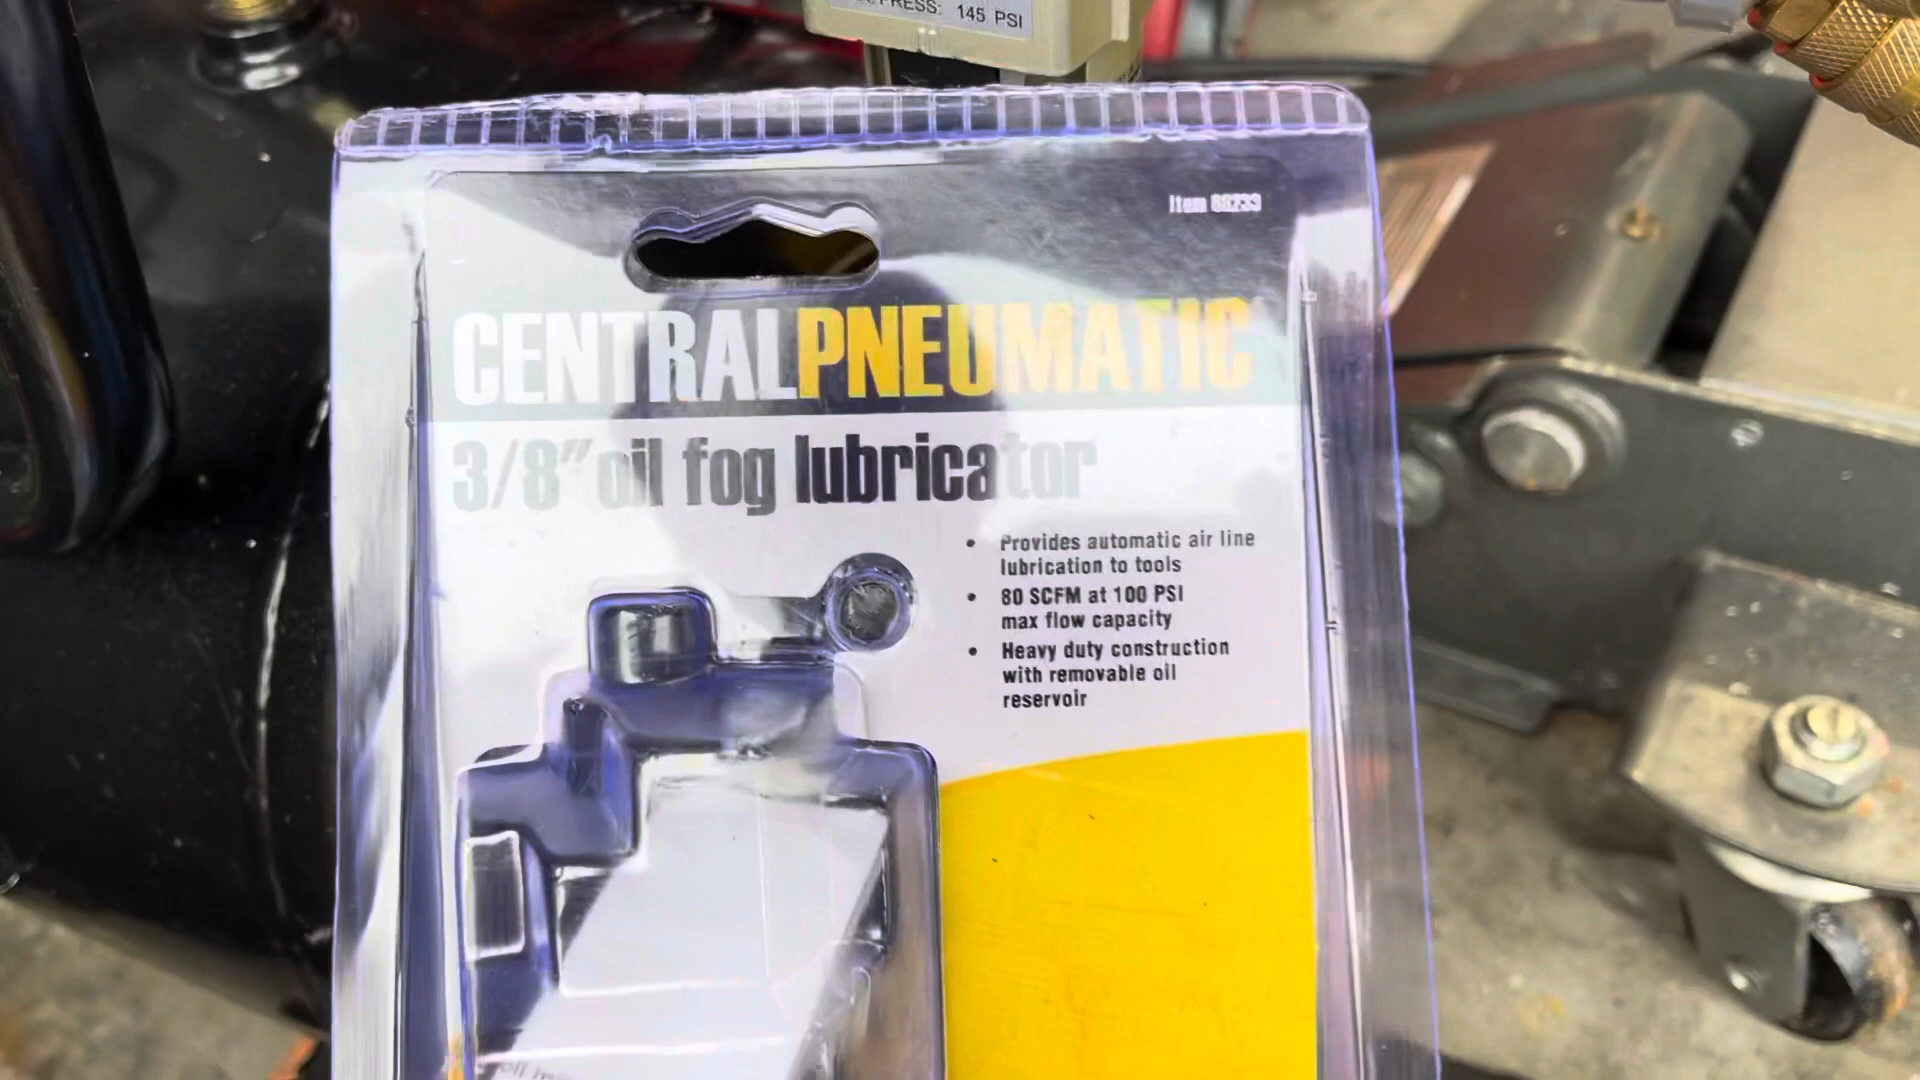 PRESS: 145 PSI
CENTRALPNEUMATIC
3/8" oil fog lubricator
• Provides automatic air line
lubrication to tools
• 80 SCFM at 100 PSI
max flow capacity
• Heavy duty construction
with removable oil
reservoir